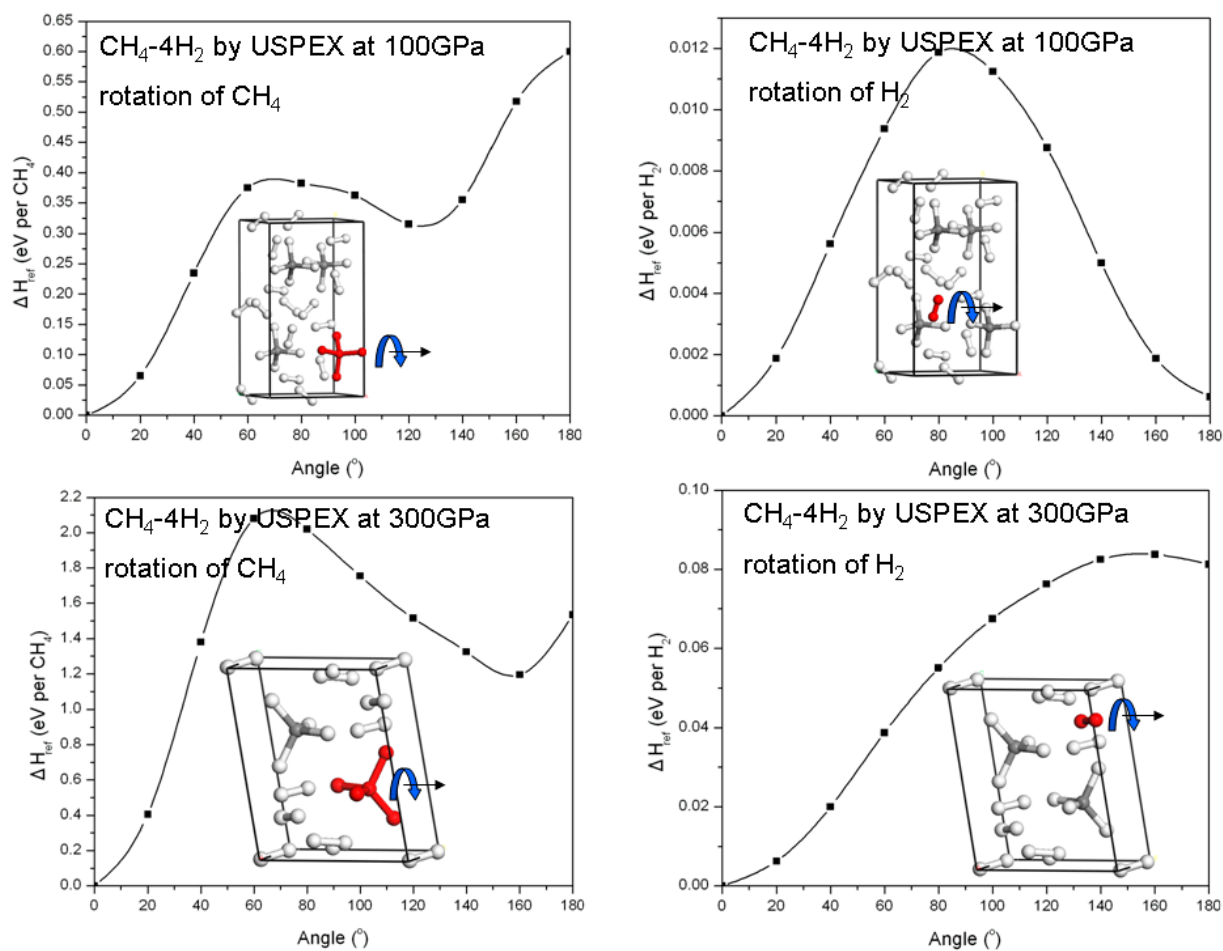 CH₄-4H₂ by USPEX at 100GPa
rotation of CH₄
0.65
0.60
0.55
0.50
0.45
0.40
0.35
0.30
0.25
0.20
0.15
0.10
0.05
0.00
ΔH_ref (eV per CH₄)
0 20 40 60 80 100 120 140 160 180
Angle (°)
CH₄-4H₂ by USPEX at 100GPa
rotation of H₂
0.012
0.010
0.008
0.006
0.004
0.002
0.000
ΔH_ref (eV per H₂)
0 20 40 60 80 100 120 140 160 180
Angle (°)
CH₄-4H₂ by USPEX at 300GPa
rotation of CH₄
2.2
2.0
1.8
1.6
1.4
1.2
1.0
0.8
0.6
0.4
0.2
0.0
ΔH_ref (eV per CH₄)
0 20 40 60 80 100 120 140 160 180
Angle (°)
CH₄-4H₂ by USPEX at 300GPa
rotation of H₂
0.10
0.08
0.06
0.04
0.02
0.00
ΔH_ref (eV per H₂)
0 20 40 60 80 100 120 140 160 180
Angle (°)